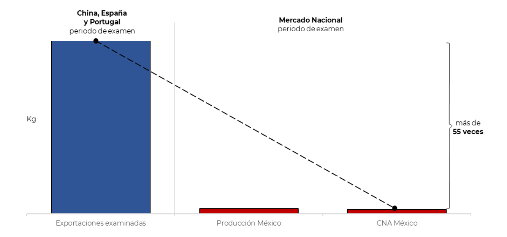 China, España
y Portugal
periodo de examen
Mercado Nacional
periodo de examen
Kg
más de
55 veces
Exportaciones examinadas
Producción México
CNA México